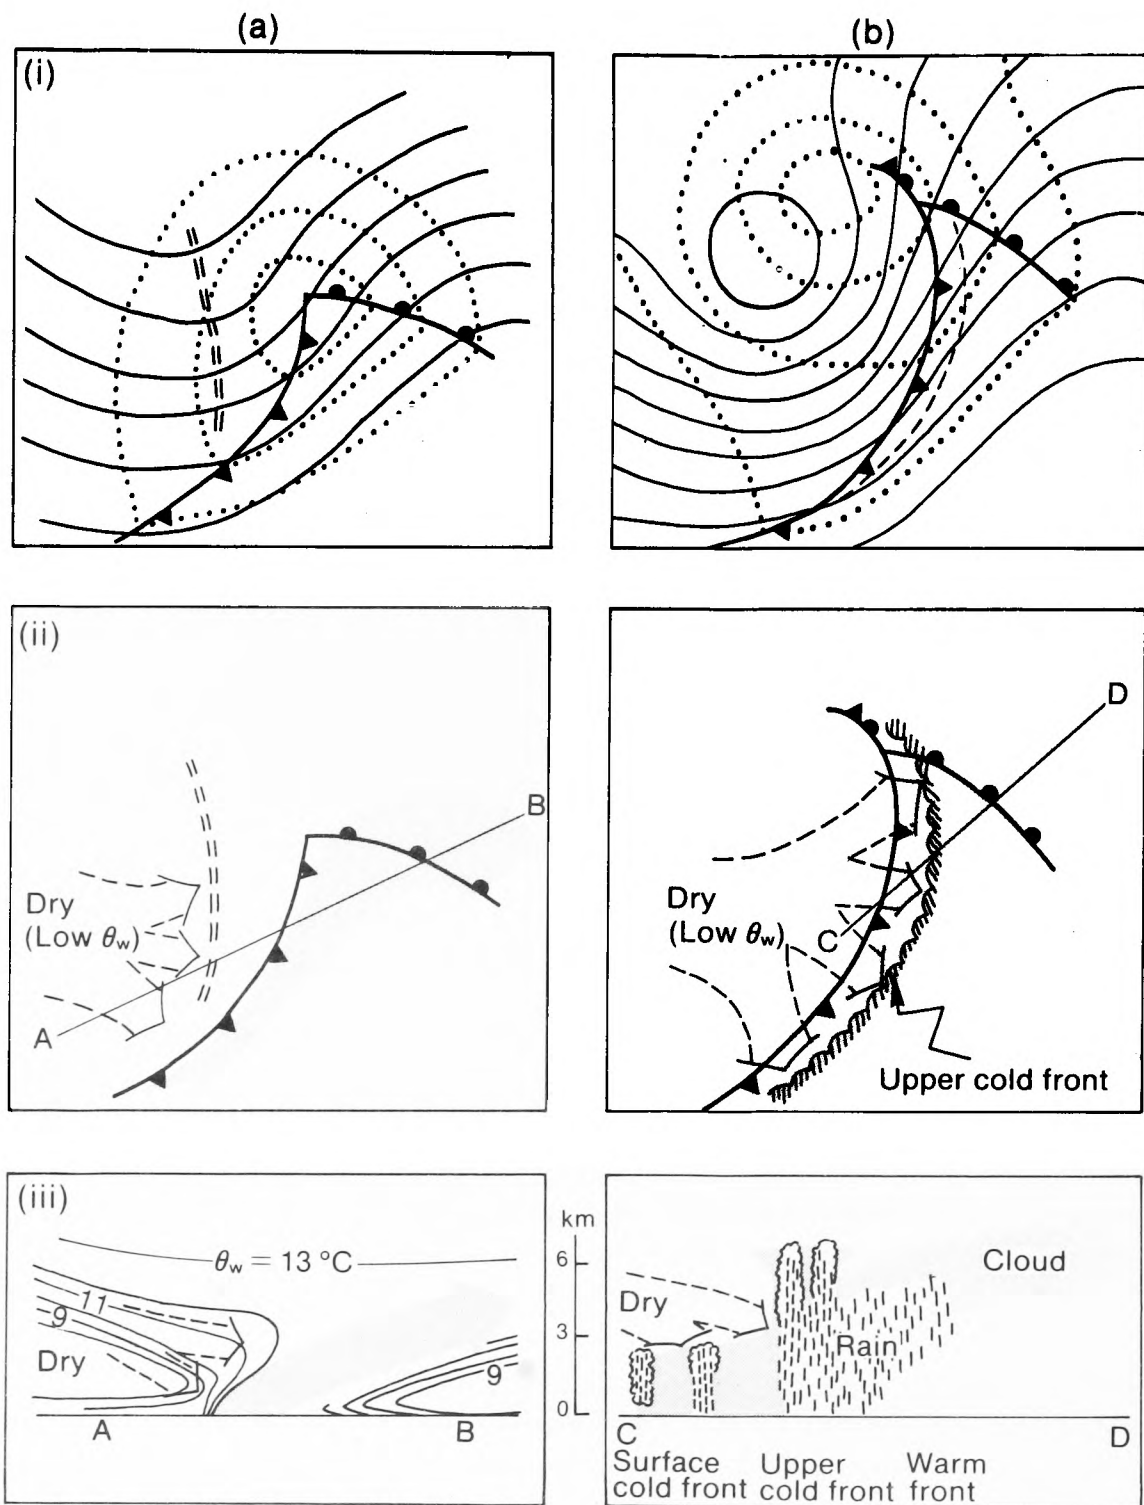 (a)
(b)
(i)
(ii)
Dry
(Low θw)
A
B
Dry
(Low θw)
C
D
Upper cold front
(iii)
θw = 13 °C
11
9
Dry
9
A
B
km
6
3
0
Cloud
Dry
Rain
C
D
Surface cold front
Upper cold front
Warm front